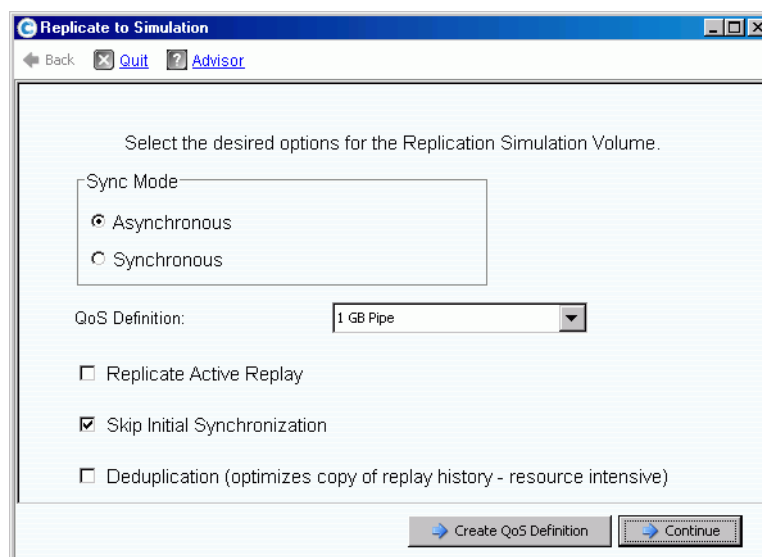 Replicate to Simulation
Back Quit ? Advisor
Select the desired options for the Replication Simulation Volume.
Sync Mode
Asynchronous
Synchronous
QoS Definition: 1 GB Pipe
Replicate Active Replay
Skip Initial Synchronization
Deduplication (optimizes copy of replay history - resource intensive)
Create QoS Definition Continue